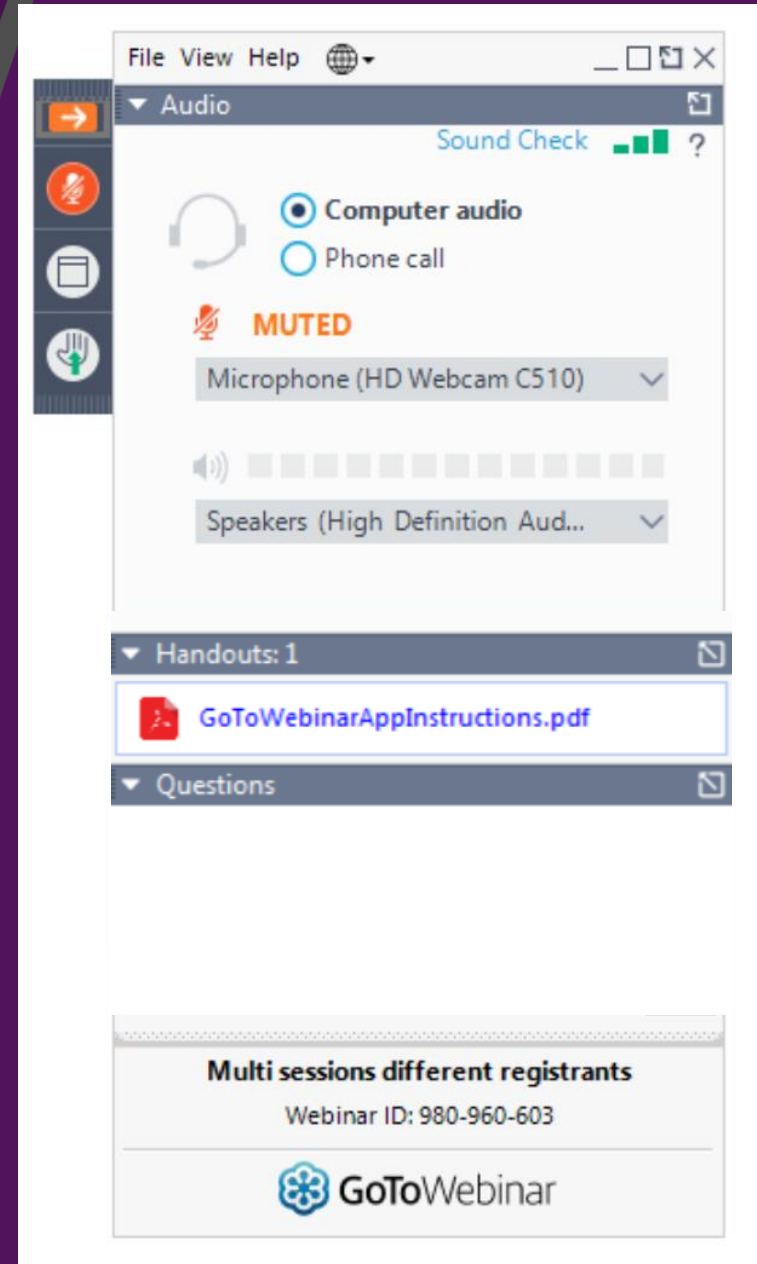 File View Help
Audio
Sound Check ?
Computer audio
Phone call
MUTED
Microphone (HD Webcam C510)
Speakers (High Definition Aud...
Handouts: 1
GoToWebinarAppInstructions.pdf
Questions
Multi sessions different registrants
Webinar ID: 980-960-603
GoToWebinar